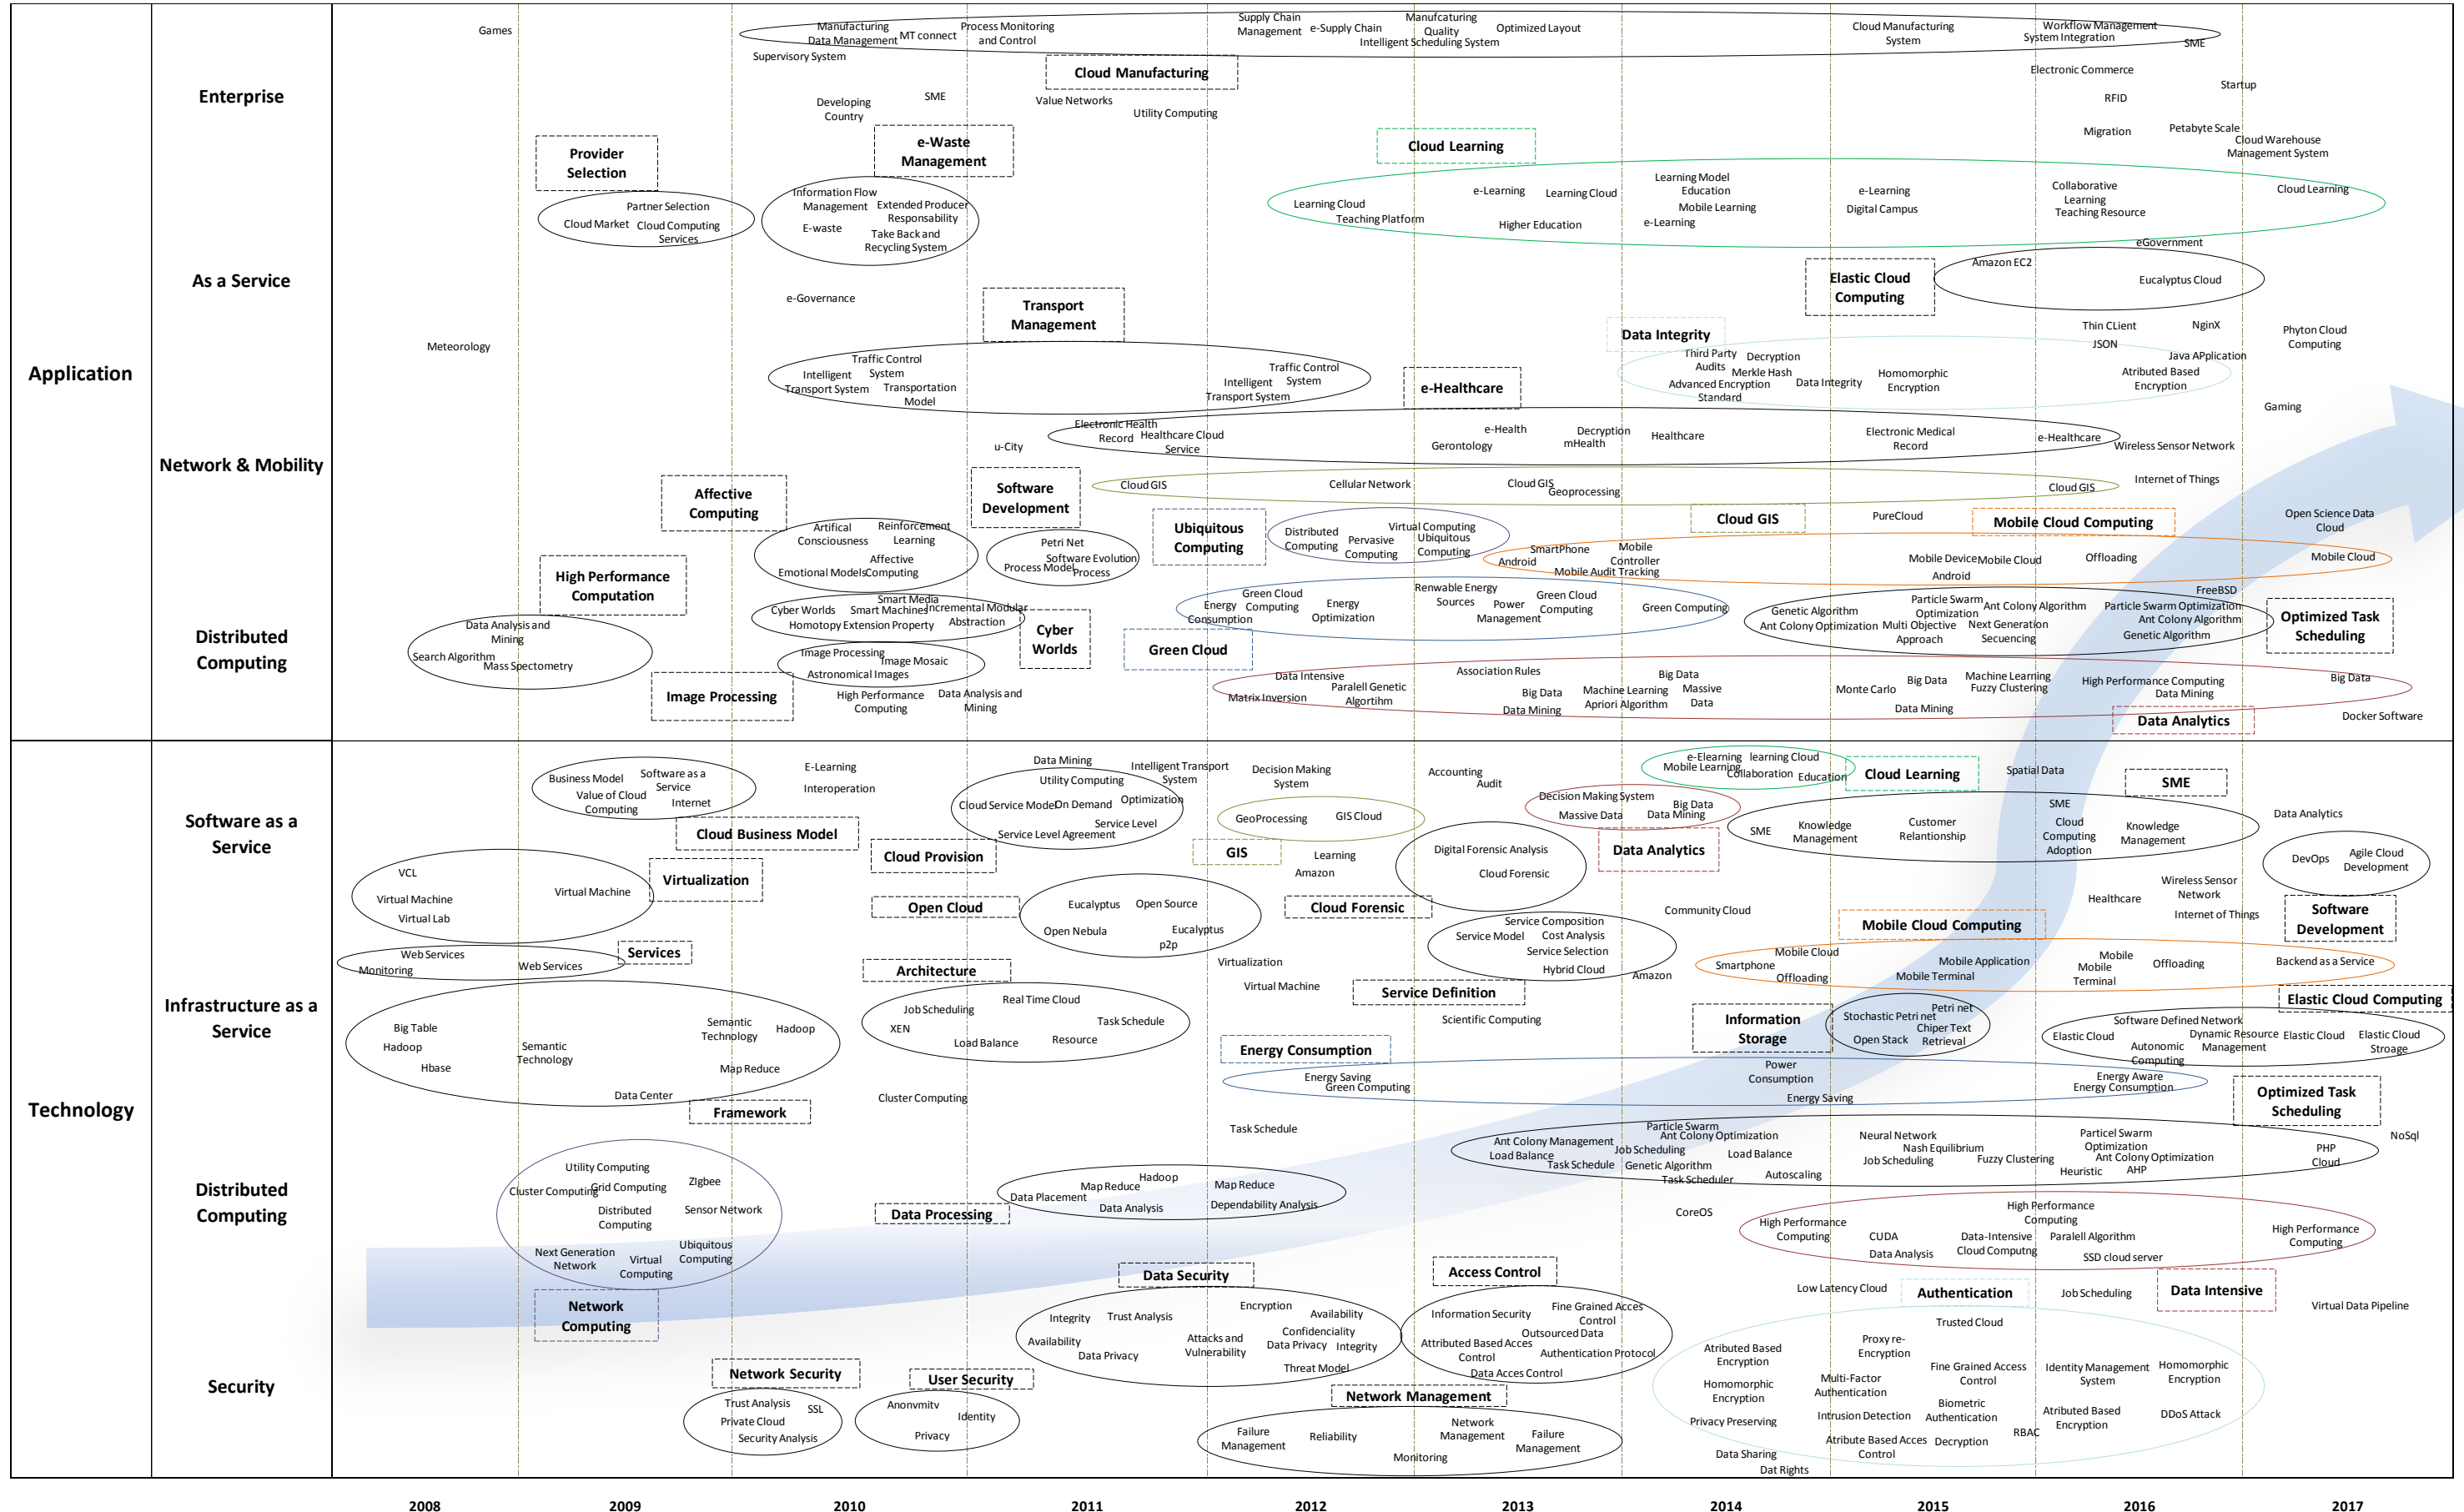 Application
Enterprise
Games
Manufacturing
Data Management
MT connect
Process Monitoring
and Control
Supply Chain
Management
e-Supply Chain
Manufcaturing
Quality
Intelligent Scheduling System
Optimized Layout
Cloud Manufacturing
System
Workflow Management
System Integration
SME
Supervisory System
Cloud Manufacturing
Electronic Commerce
Startup
Developing
Country
SME
Value Networks
Utility Computing
RFID
Migration
Petabyte Scale
Cloud Warehouse
Management System
Provider
Selection
e-Waste
Management
Cloud Learning
Partner Selection
Cloud Market
Cloud Computing
Services
Information Flow
Management
Extended Producer
Responsability
E-waste
Take Back and
Recycling System
Learning Cloud
Teaching Platform
e-Learning
Learning Cloud
Higher Education
Learning Model
Education
Mobile Learning
e-Learning
e-Learning
Digital Campus
Collaborative
Learning
Teaching Resource
Cloud Learning
eGovernment
As a Service
e-Governance
Transport
Management
Elastic Cloud
Computing
Amazon EC2
Eucalyptus Cloud
Meteorology
Data Integrity
Thin CLient
NginX
JSON
Java APplication
Phyton Cloud
Computing
Traffic Control
System
Intelligent
Transport System
Transportation
Model
Traffic Control
System
Intelligent
Transport System
e-Healthcare
Third Party
Audits
Decryption
Merkle Hash
Advanced Encryption
Standard
Data Integrity
Homomorphic
Encryption
Atributed Based
Encryption
Gaming
Network & Mobility
u-City
Electronic Health
Record
Healthcare Cloud
Service
e-Health
Gerontology
Decryption
mHealth
Healthcare
Electronic Medical
Record
e-Healthcare
Wireless Sensor Network
Internet of Things
Affective
Computing
Software
Development
Cloud GIS
Cellular Network
Cloud GIS
Geoprocessing
Cloud GIS
Ubiquitous
Computing
Cloud GIS
PureCloud
Mobile Cloud Computing
Open Science Data
Cloud
Artifical
Consciousness
Reinforcement
Learning
Affective
Computing
Emotional Models
Petri Net
Software Evolution
Process
Process Model
Distributed
Computing
Virtual Computing
Pervasive
Computing
Ubiquitous
Computing
SmartPhone
Android
Mobile
Controller
Mobile Audit Tracking
Mobile Device
Mobile Cloud
Android
Offloading
Mobile Cloud
High Performance
Computation
Distributed
Computing
Data Analysis and
Mining
Search Algorithm
Mass Spectometry
Smart Media
Cyber Worlds
Smart Machines
Incremental Modular
Abstraction
Homotopy Extension Property
Cyber
Worlds
Green Cloud
Green Cloud
Computing
Energy
Consumption
Energy
Optimization
Renwable Energy
Sources
Power
Management
Green Cloud
Computing
Green Computing
Genetic Algorithm
Ant Colony Optimization
Particle Swarm
Optimization
Multi Objective
Approach
Ant Colony Algorithm
Next Generation
Secuencing
FreeBSD
Particle Swarm Optimization
Ant Colony Algorithm
Genetic Algorithm
Optimized Task
Scheduling
Image Processing
Image Processing
Image Mosaic
Astronomical Images
High Performance
Computing
Data Analysis and
Mining
Data Intensive
Matrix Inversion
Paralell Genetic
Algortihm
Association Rules
Big Data
Data Mining
Machine Learning
Apriori Algorithm
Big Data
Massive
Data
Monte Carlo
Big Data
Data Mining
Machine Learning
Fuzzy Clustering
High Performance Computing
Data Mining
Big Data
Data Analytics
Docker Software
Technology
Software as a
Service
Business Model
Software as a
Service
Value of Cloud
Computing
Internet
E-Learning
Interoperation
Data Mining
Utility Computing
Intelligent Transport
System
Cloud Service Model
On Demand
Optimization
Service Level
Service Level Agreement
Decision Making
System
Accounting
Audit
e-Elearning
learning Cloud
Mobile Learning
Collaboration
Education
Cloud Learning
Spatial Data
SME
Cloud Business Model
Cloud Provision
GeoProcessing
GIS Cloud
GIS
Decision Making System
Massive Data
Big Data
Data Mining
Data Analytics
SME
Knowledge
Management
Customer
Relantionship
SME
Cloud
Computing
Adoption
Knowledge
Management
Data Analytics
DevOps
Agile Cloud
Development
VCL
Virtual Machine
Virtual Lab
Virtual Machine
Virtualization
Learning
Amazon
Digital Forensic Analysis
Cloud Forensic
Open Cloud
Eucalyptus
Open Source
Open Nebula
Eucalyptus
p2p
Cloud Forensic
Community Cloud
Healthcare
Wireless Sensor
Network
Internet of Things
Software
Development
Infrastructure as a
Service
Web Services
Monitoring
Web Services
Services
Architecture
Virtualization
Virtual Machine
Service Composition
Service Model
Cost Analysis
Service Selection
Hybrid Cloud
Service Definition
Amazon
Mobile Cloud Computing
Mobile Cloud
Smartphone
Offloading
Mobile Application
Mobile Terminal
Mobile
Mobile
Terminal
Offloading
Backend as a Service
Elastic Cloud Computing
Big Table
Hadoop
Hbase
Semantic
Technology
Semantic
Technology
Hadoop
Map Reduce
Data Center
Framework
Job Scheduling
Real Time Cloud
XEN
Task Schedule
Load Balance
Resource
Cluster Computing
Scientific Computing
Energy Consumption
Energy Saving
Green Computing
Information
Storage
Stochastic Petri net
Petri net
Chiper Text
Retrieval
Open Stack
Power
Consumption
Energy Saving
Software Defined Network
Elastic Cloud
Autonomic
Computing
Dynamic Resource
Management
Elastic Cloud
Elastic Cloud
Stroage
Energy Aware
Energy Consumption
Optimized Task
Scheduling
Distributed
Computing
Utility Computing
Cluster Computing
Grid Computing
ZIgbee
Distributed
Computing
Sensor Network
Next Generation
Network
Virtual
Computing
Ubiquitous
Computing
Network
Computing
Data Processing
Data Placement
Map Reduce
Hadoop
Data Analysis
Map Reduce
Dependability Analysis
Task Schedule
Ant Colony Management
Load Balance
Task Schedule
Particle Swarm
Ant Colony Optimization
Job Scheduling
Genetic Algorithm
Task Scheduler
Load Balance
Autoscaling
Neural Network
Nash Equilibrium
Job Scheduling
Fuzzy Clustering
Particel Swarm
Optimization
Ant Colony Optimization
Heuristic
AHP
PHP
Cloud
NoSql
CoreOS
High Performance
Computing
CUDA
Data Analysis
Data-Intensive
Cloud Computng
High Performance
Computing
Paralell Algorithm
SSD cloud server
High Performance
Computing
Low Latency Cloud
Job Scheduling
Data Intensive
Virtual Data Pipeline
Security
Network Security
Trust Analysis
SSL
Private Cloud
Security Analysis
User Security
Anonymity
Identity
Privacy
Data Security
Integrity
Trust Analysis
Availability
Data Privacy
Attacks and
Vulnerability
Encryption
Availability
Confidenciality
Data Privacy
Integrity
Threat Model
Access Control
Information Security
Fine Grained Acces
Control
Outsourced Data
Attributed Based Acces
Control
Authentication Protocol
Data Acces Control
Network Management
Failure
Management
Reliability
Monitoring
Network
Management
Failure
Management
Authentication
Trusted Cloud
Atributed Based
Encryption
Proxy re-
Encryption
Homomorphic
Encryption
Multi-Factor
Authentication
Fine Grained Access
Control
Identity Management
System
Homomorphic
Encryption
Privacy Preserving
Intrusion Detection
Biometric
Authentication
Atributed Based
Encryption
DDoS Attack
RBAC
Data Sharing
Atribute Based Acces
Control
Decryption
Dat Rights
2008
2009
2010
2011
2012
2013
2014
2015
2016
2017